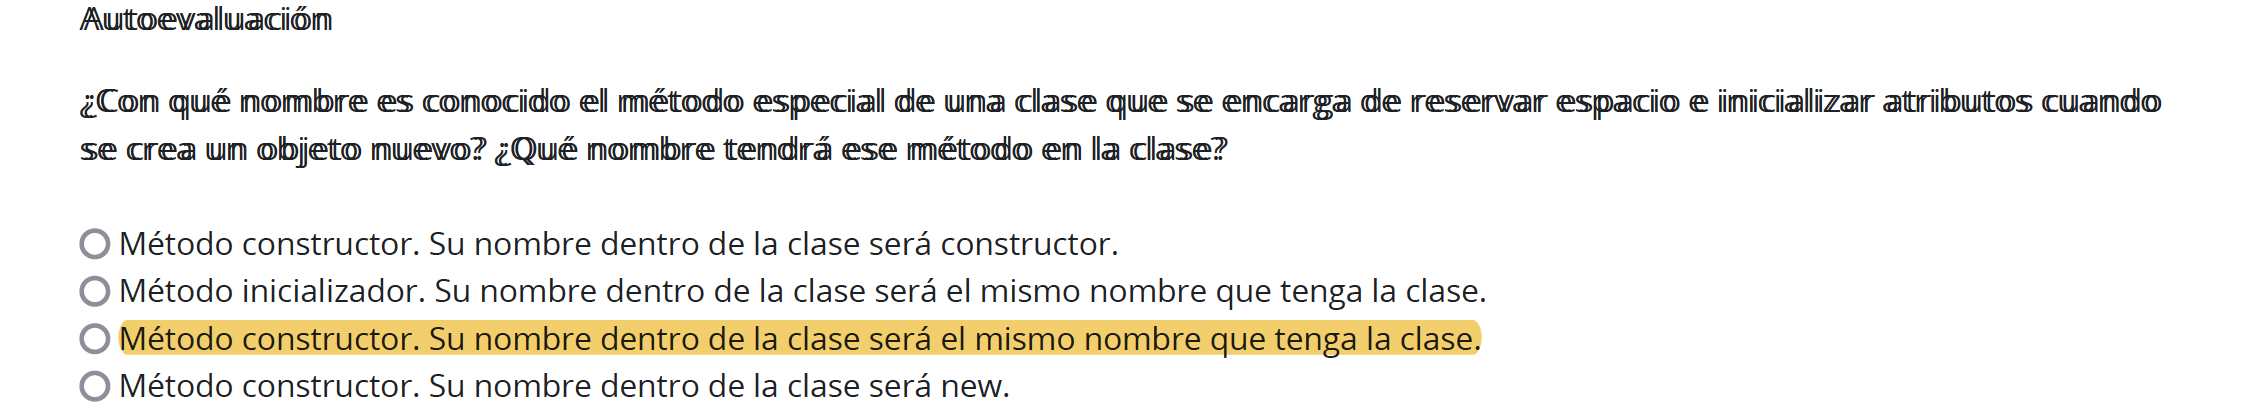 Autoevaluación
¿Con qué nombre es conocido el método especial de una clase que se encarga de reservar espacio e inicializar atributos cuando
se crea un objeto nuevo? ¿Qué nombre tendrá ese método en la clase?
Método constructor. Su nombre dentro de la clase será constructor.
Método inicializador. Su nombre dentro de la clase será el mismo nombre que tenga la clase.
Método constructor. Su nombre dentro de la clase será el mismo nombre que tenga la clase.
Método constructor. Su nombre dentro de la clase será new.